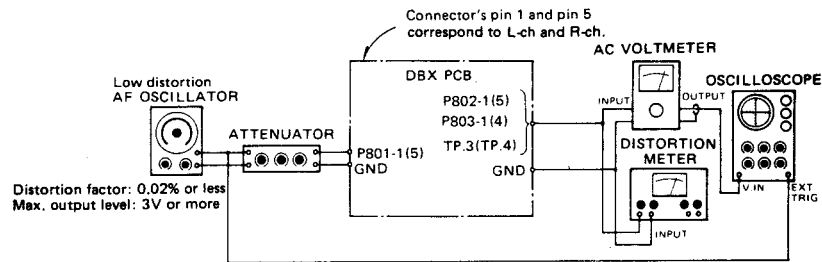 Connector's pin 1 and pin 5
correspond to L-ch and R-ch.
Low distortion
AF OSCILLATOR
ATTENUATOR
Distortion factor: 0.02% or less
Max. output level: 3V or more
DBX PCB
P801-1(5)
GND
P802-1(5)
P803-1(4)
TP.3(TP.4)
GND
AC VOLTMETER
INPUT
OUTPUT
DISTORTION
METER
INPUT
OSCILLOSCOPE
V.IN
EXT
TRIG